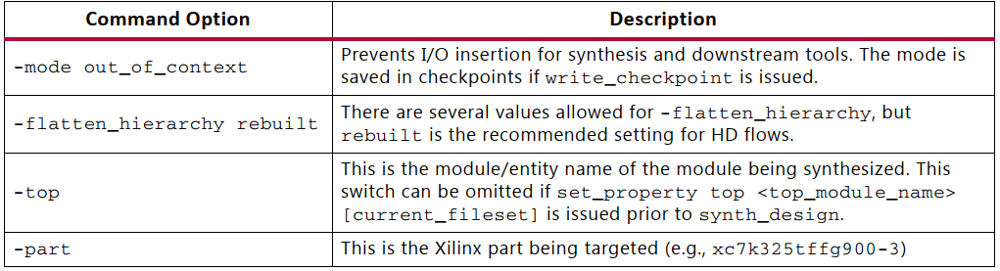 Command Option Description
-mode out_of_context
Prevents I/O insertion for synthesis and downstream tools. The mode is
saved in checkpoints if write_checkpoint is issued.
-flatten_hierarchy rebuilt
There are several values allowed for -flatten_hierarchy, but
rebuilt is the recommended setting for HD flows.
-top
This is the module/entity name of the module being synthesized. This
switch can be omitted if set_property top <top_module_name>
[current_fileset] is issued prior to synth_design.
-part
This is the Xilinx part being targeted (e.g., xc7k325tffg900-3)